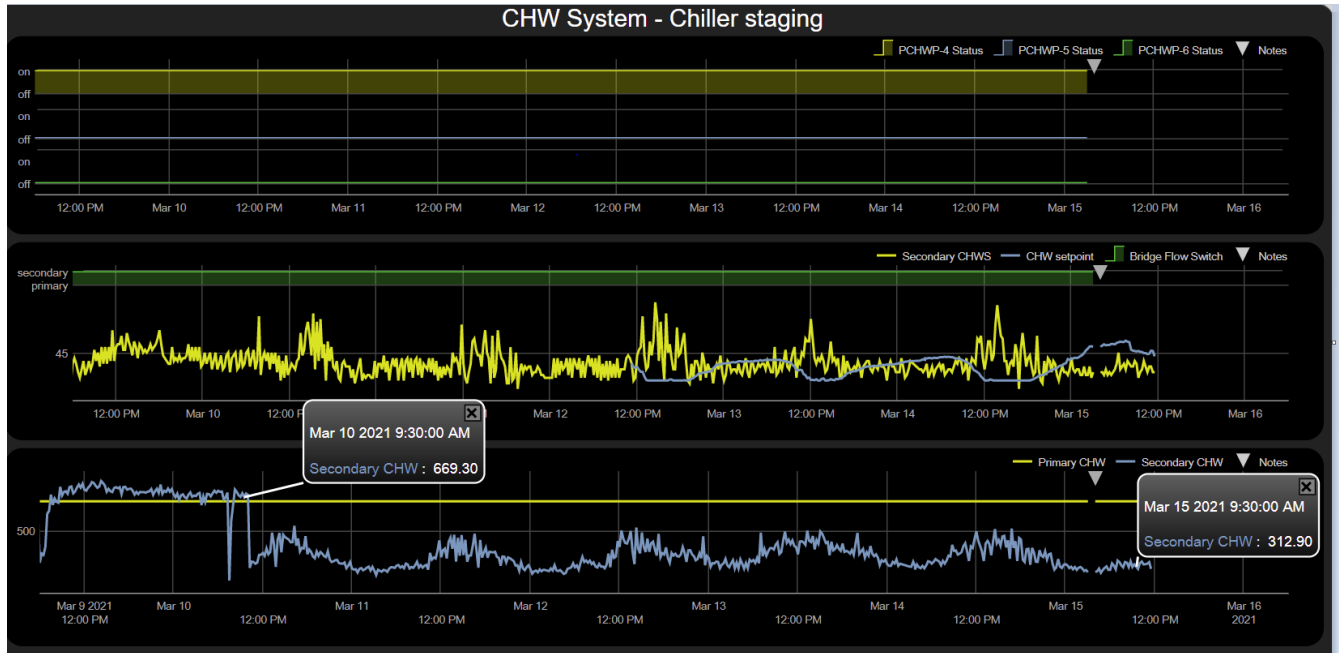 CHW System - Chiller staging
PCHWP-4 Status PCHWP-5 Status PCHWP-6 Status Notes
on
off
on
off
on
off
12:00 PM Mar 10 12:00 PM Mar 11 12:00 PM Mar 12 12:00 PM Mar 13 12:00 PM Mar 14 12:00 PM Mar 15 12:00 PM Mar 16
Secondary CHWS CHW setpoint Bridge Flow Switch Notes
secondary
primary
45
12:00 PM Mar 10 12:00 P Mar 12 12:00 PM Mar 13 12:00 PM Mar 14 12:00 PM Mar 15 12:00 PM Mar 16
Mar 10 2021 9:30:00 AM
Secondary CHW : 669.30
Primary CHW Secondary CHW Notes
Mar 15 2021 9:30:00 AM
Secondary CHW : 312.90
500
Mar 9 2021 Mar 10 Mar 11 Mar 12 Mar 13 Mar 14 Mar 15 Mar 16
12:00 PM 12:00 PM 12:00 PM 12:00 PM 12:00 PM 12:00 PM 12:00 PM 2021